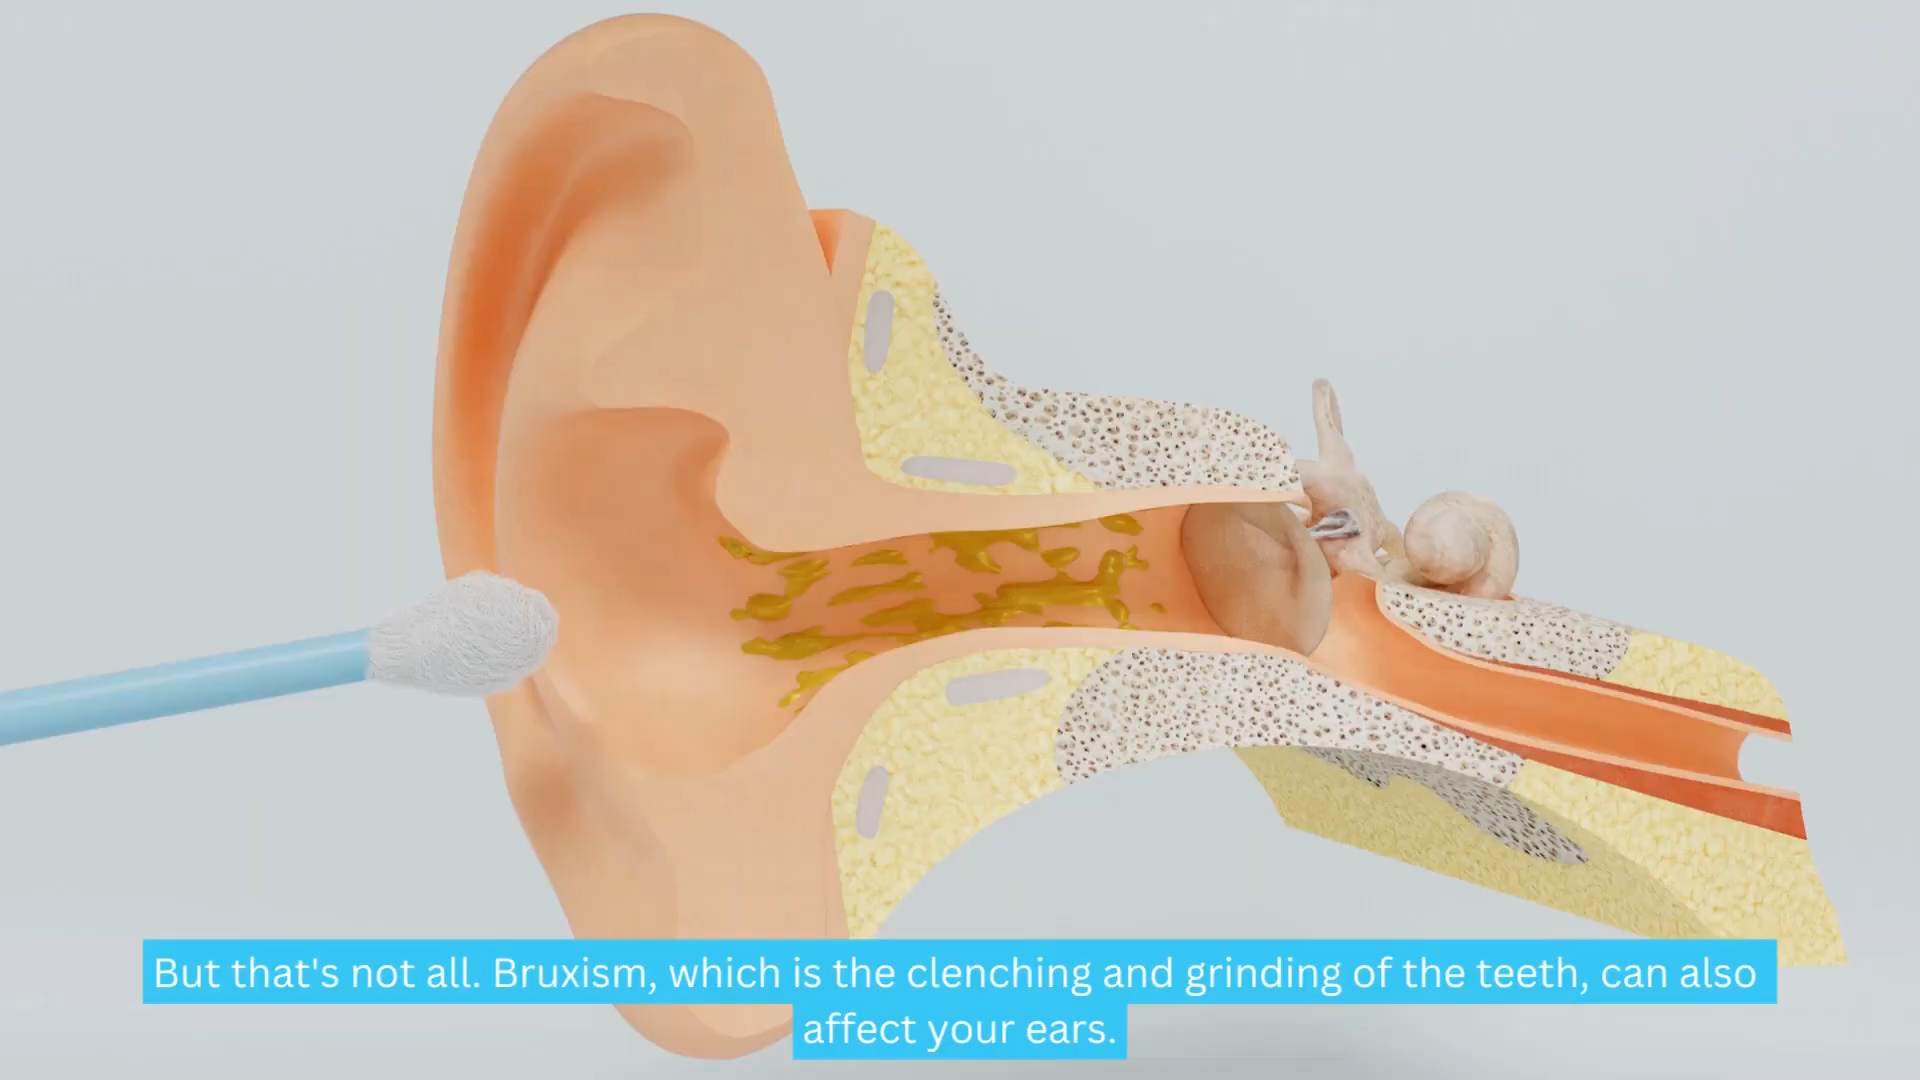 But that's not all. Bruxism, which is the clenching and grinding of the teeth, can also
affect your ears.